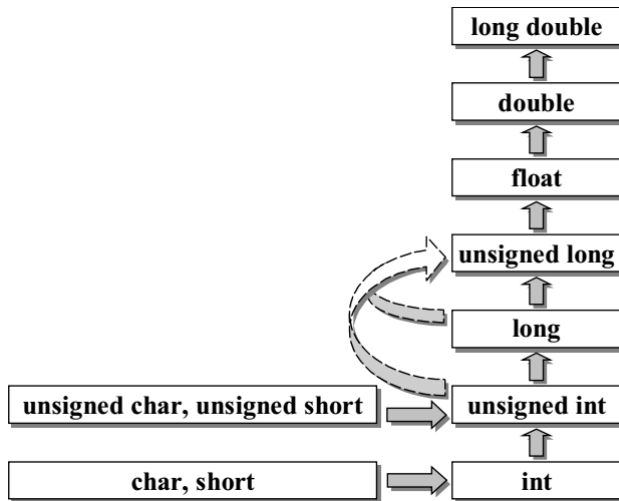 long double
double
float
unsigned long
long
unsigned char, unsigned short
unsigned int
char, short
int